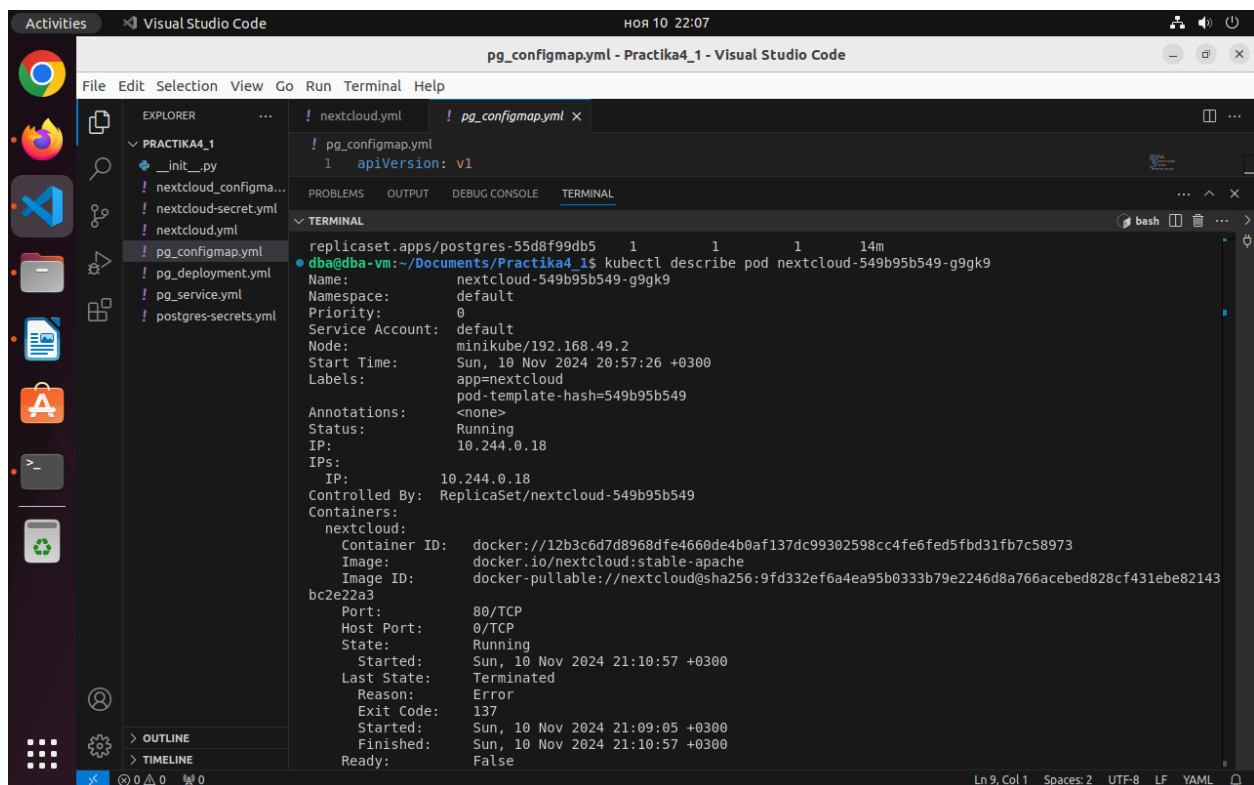 Activities
Visual Studio Code
ноя 10 22:07
pg_configmap.yml - Practika4_1 - Visual Studio Code
File Edit Selection View Go Run Terminal Help
EXPLORER ...
PRACTIKA4_1
__init__.py
! nextcloud_configma...
! nextcloud-secret.yml
! nextcloud.yml
! pg_configmap.yml
! pg_deployment.yml
! pg_service.yml
! postgres-secrets.yml
> OUTLINE
> TIMELINE
! nextcloud.yml ! pg_configmap.yml ×
! pg_configmap.yml
1 apiVersion: v1
PROBLEMS OUTPUT DEBUG CONSOLE TERMINAL
TERMINAL bash
replicaset.apps/postgres-55d8f99db5 1 1 1 14m
dba@dba-vm:~/Documents/Practika4_1$ kubectl describe pod nextcloud-549b95b549-g9gk9
Name: nextcloud-549b95b549-g9gk9
Namespace: default
Priority: 0
Service Account: default
Node: minikube/192.168.49.2
Start Time: Sun, 10 Nov 2024 20:57:26 +0300
Labels: app=nextcloud
pod-template-hash=549b95b549
Annotations: <none>
Status: Running
IP: 10.244.0.18
IPs:
IP: 10.244.0.18
Controlled By: ReplicaSet/nextcloud-549b95b549
Containers:
nextcloud:
Container ID: docker://12b3c6d7d8968dfe4660de4b0af137dc99302598cc4fe6fed5fbd31fb7c58973
Image: docker.io/nextcloud:stable-apache
Image ID: docker-pullable://nextcloud@sha256:9fd332ef6a4ea95b0333b79e2246d8a766acebed828cf431ebe82143
bc2e22a3
Port: 80/TCP
Host Port: 0/TCP
State: Running
Started: Sun, 10 Nov 2024 21:10:57 +0300
Last State: Terminated
Reason: Error
Exit Code: 137
Started: Sun, 10 Nov 2024 21:09:05 +0300
Finished: Sun, 10 Nov 2024 21:10:57 +0300
Ready: False
0 0 0
Ln 9, Col 1 Spaces: 2 UTF-8 LF YAML